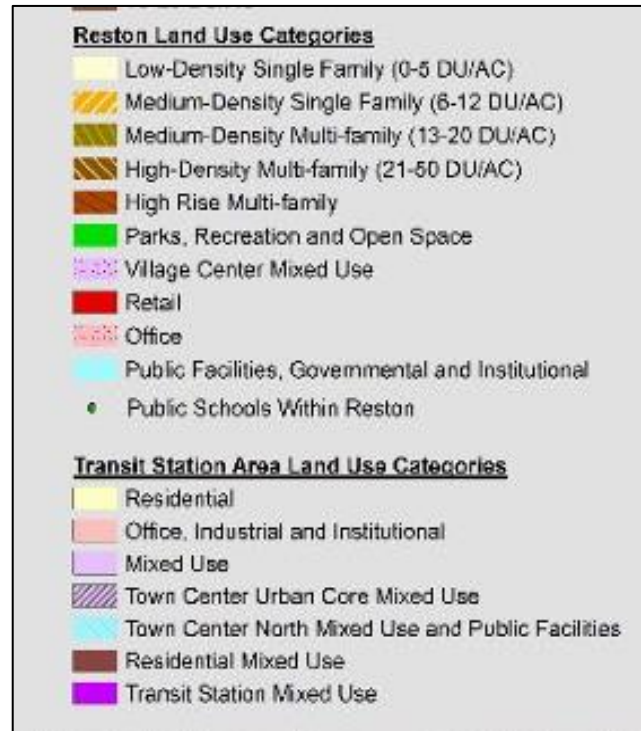 Reston Land Use Categories
Low-Density Single Family (0-5 DU/AC)
Medium-Density Single Family (6-12 DU/AC)
Medium-Density Multi-family (13-20 DU/AC)
High-Density Multi-family (21-50 DU/AC)
High Rise Multi-family
Parks, Recreation and Open Space
Village Center Mixed Use
Retail
Office
Public Facilities, Governmental and Institutional
Public Schools Within Reston
Transit Station Area Land Use Categories
Residential
Office, Industrial and Institutional
Mixed Use
Town Center Urban Core Mixed Use
Town Center North Mixed Use and Public Facilities
Residential Mixed Use
Transit Station Mixed Use